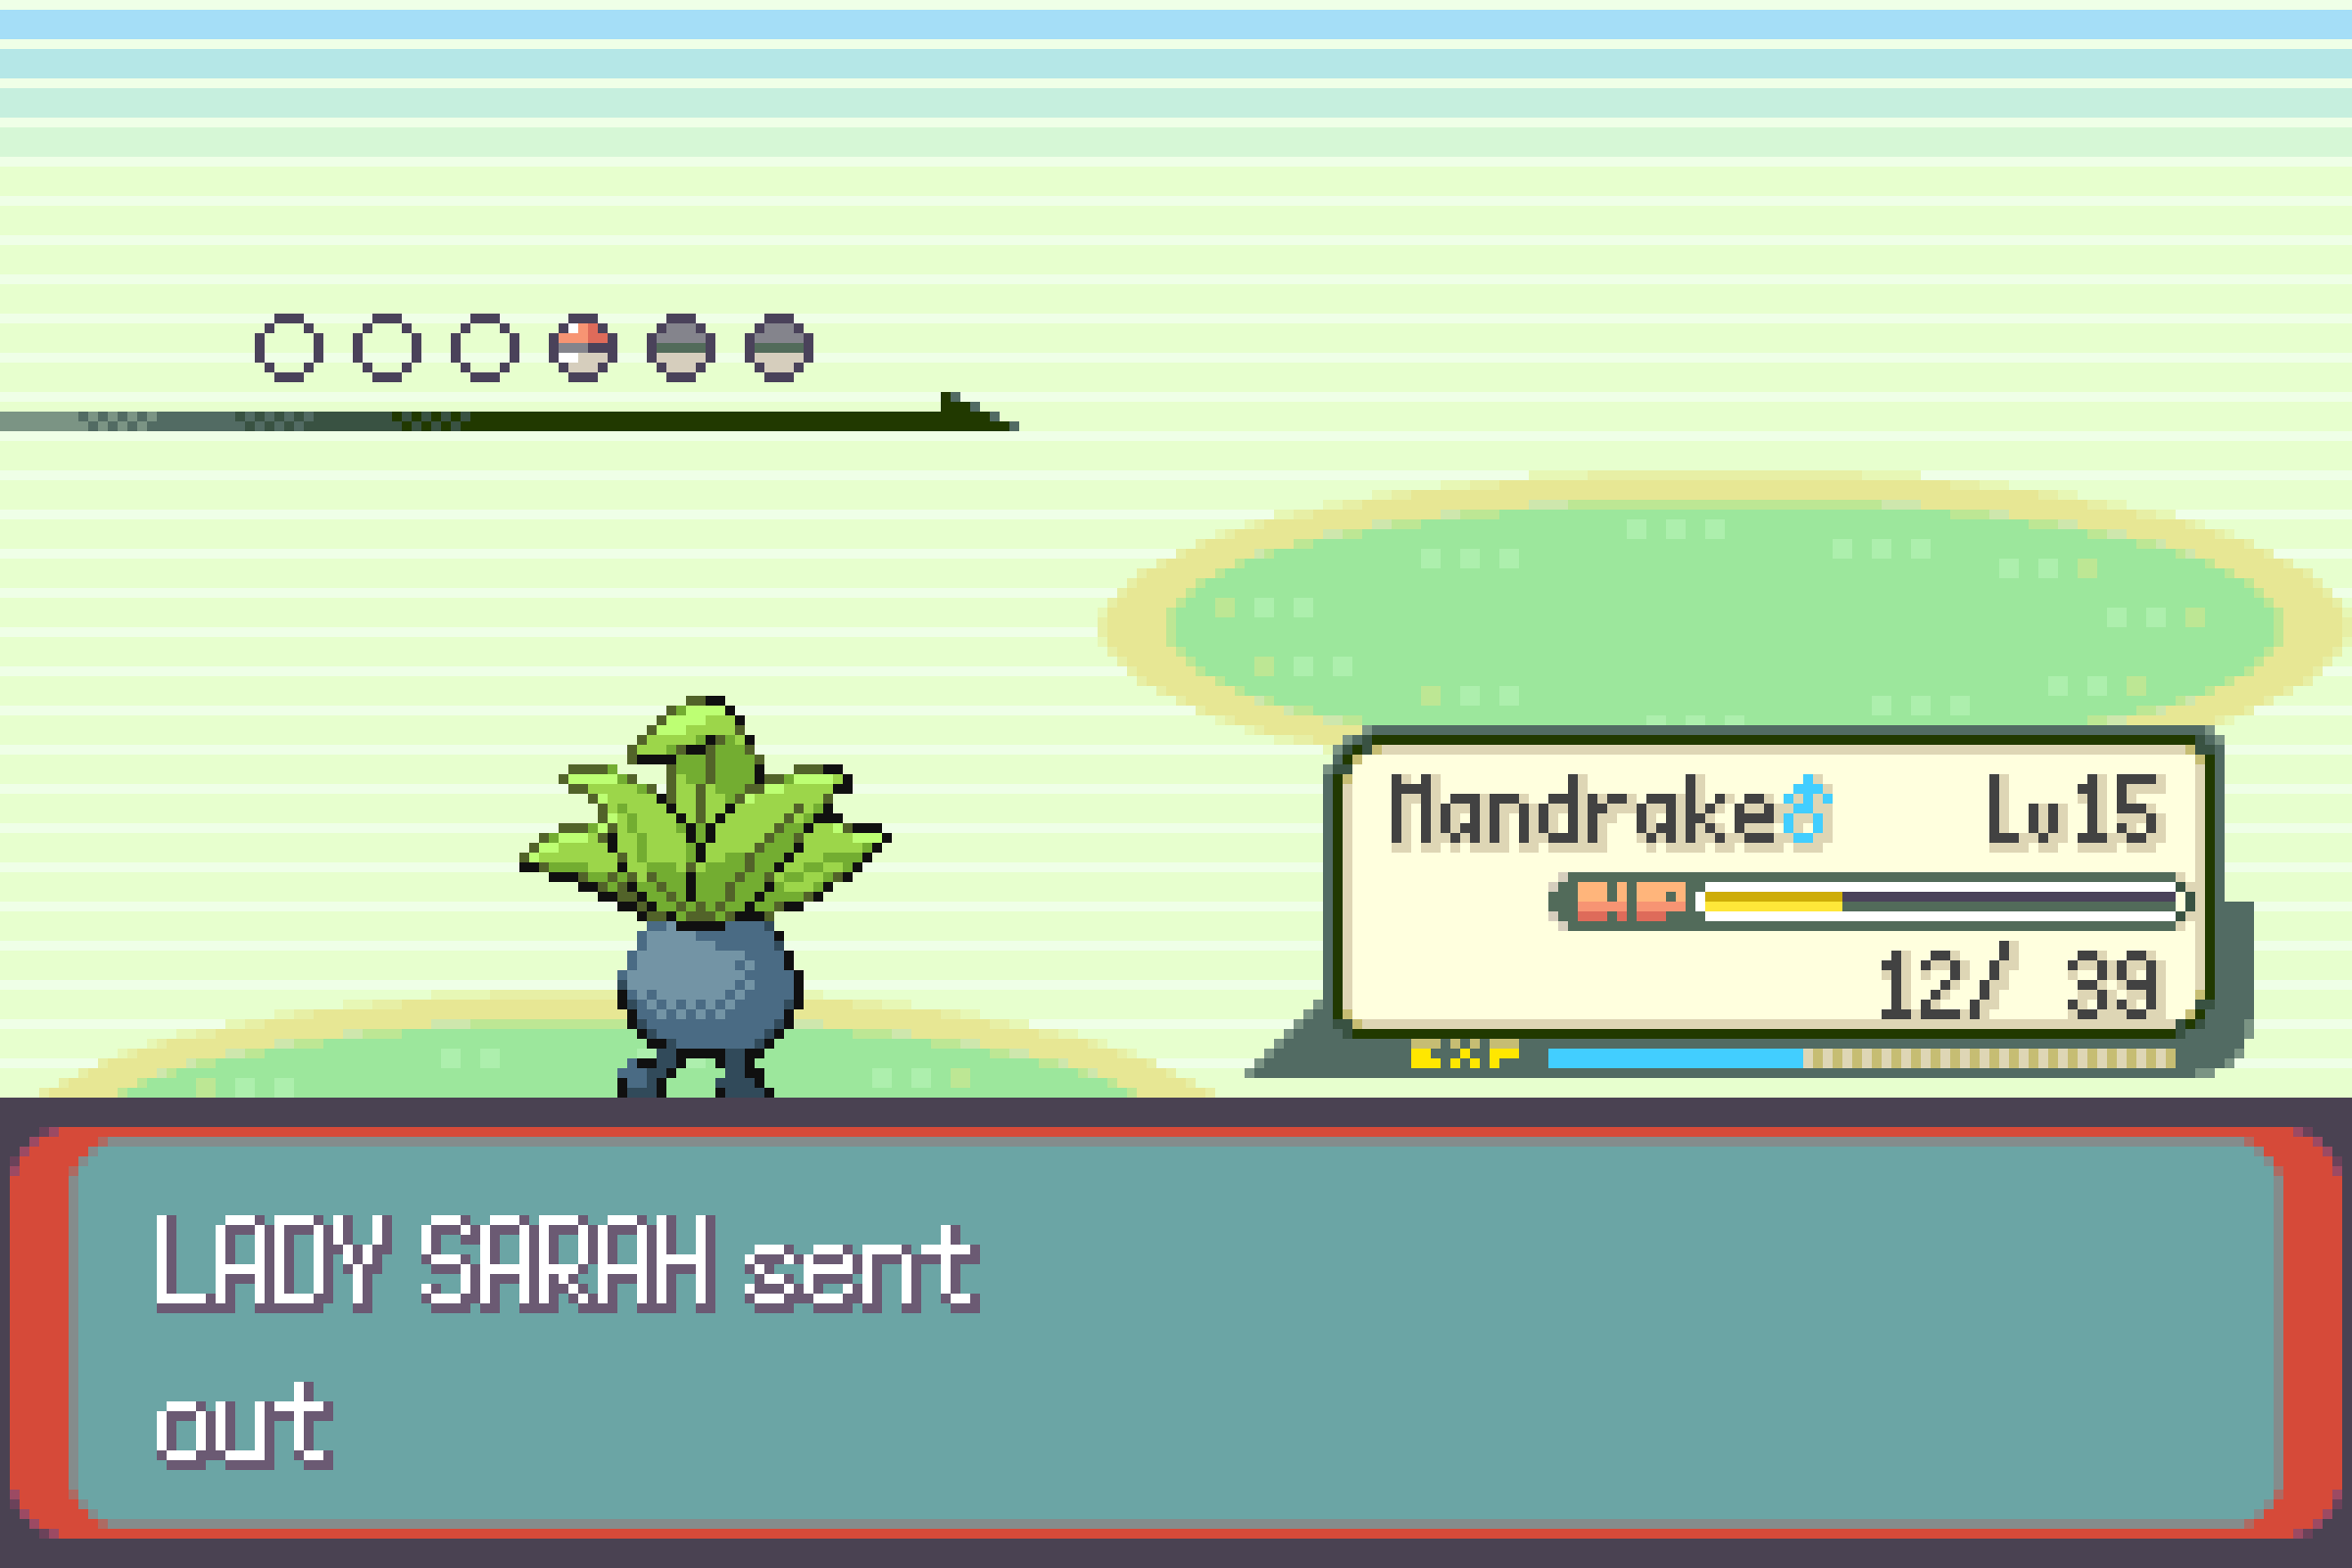 Mandrake♂ Lv15
HP
12/ 39
EXP
LADY SARAH sent
out